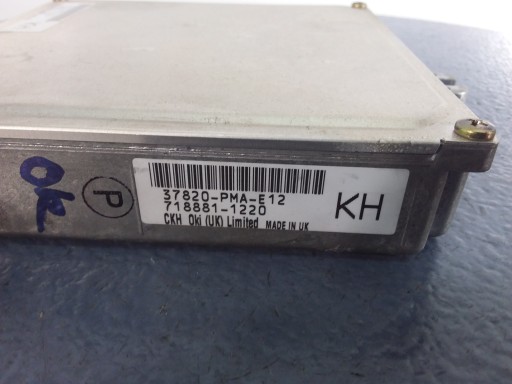 OK
P
37820-PMA-E12
718881-1220
KH
CKH Oki (UK) Limited MADE IN UK